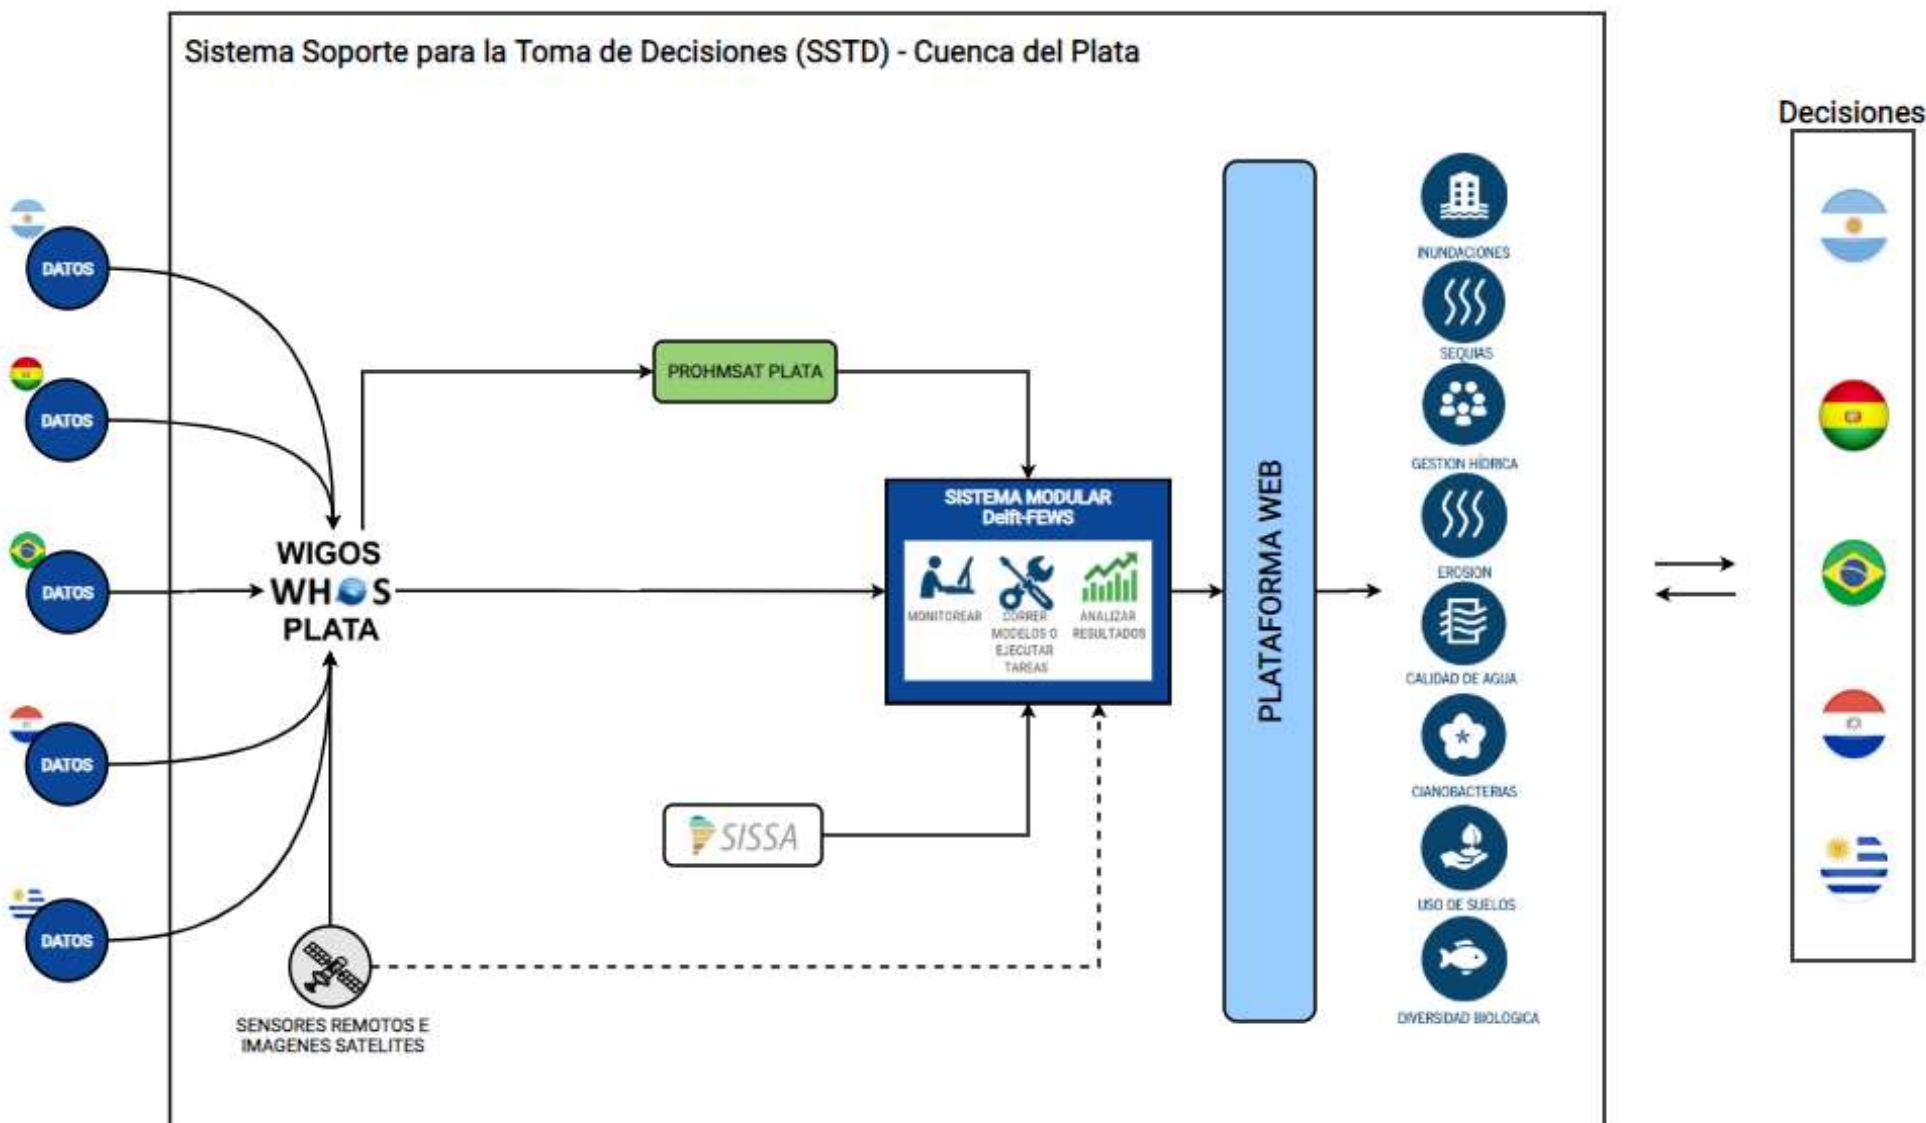 Sistema Soporte para la Toma de Decisiones (SSTD) - Cuenca del Plata
Decisiones
DATOS
DATOS
DATOS
DATOS
DATOS
WIGOS
WHOS
PLATA
SENSORES REMOTOS E
IMAGENES SATELITES
PROHMSAT PLATA
SISTEMA MODULAR
Delft-FEWS
MONITOREAR
CORRER
MODELOS O
EJECUTAR
TAREAS
ANALIZAR
RESULTADOS
SISSA
PLATAFORMA WEB
INUNDACIONES
SEQUIAS
GESTION HÍDRICA
EROSION
CALIDAD DE AGUA
CIANOBACTERIAS
USO DE SUELOS
DIVERSIDAD BIOLOGICA